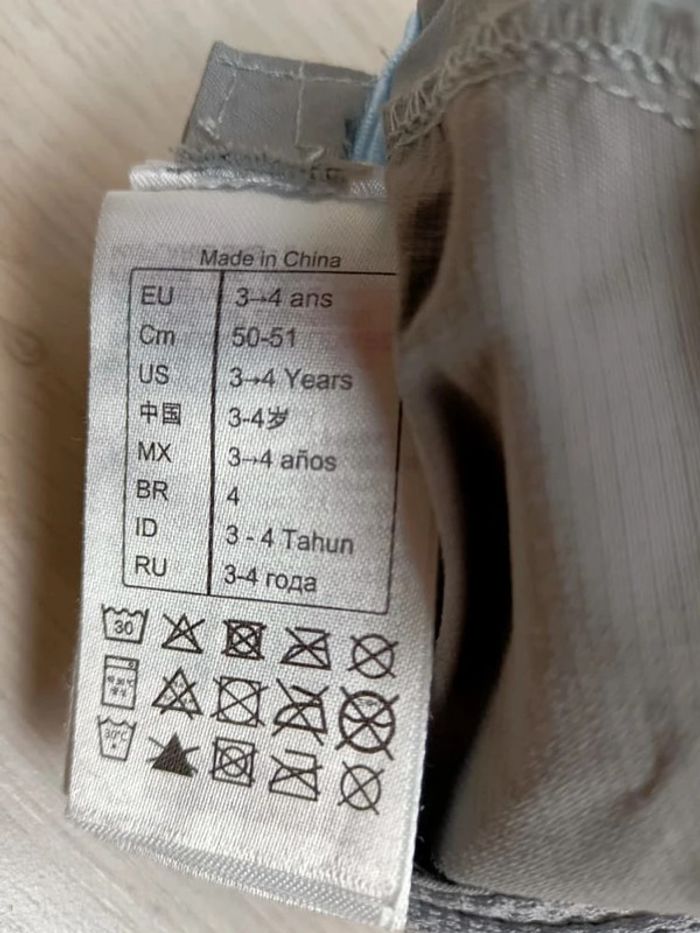 Made in China
EU 3→4 ans
Cm 50-51
US 3→4 Years
中国 3-4岁
MX 3→4 años
BR 4
ID 3 - 4 Tahun
RU 3-4 года
30
30°C